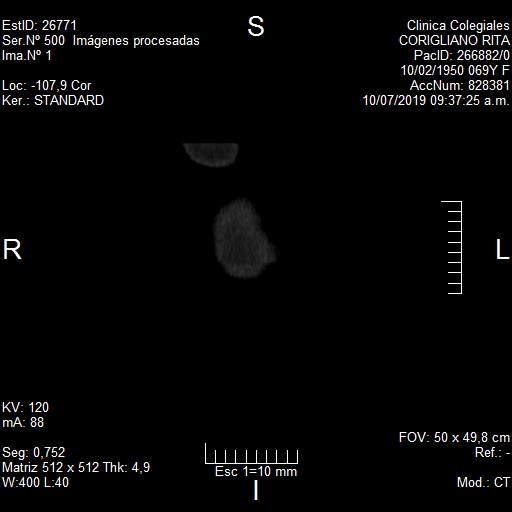 EstID: 26771
Ser.Nº 500 Imágenes procesadas
Ima.Nº 1
Loc: -107,9 Cor
Ker.: STANDARD
S
Clinica Colegiales
CORIGLIANO RITA
PacID: 266882/0
10/02/1950 069Y F
AccNum: 828381
10/07/2019 09:37:25 a.m.
R
L
KV: 120
mA: 88
Seg: 0,752
Matriz 512 x 512 Thk: 4,9
W:400 L:40
Esc 1=10 mm
I
FOV: 50 x 49,8 cm
Ref.: -
Mod.: CT